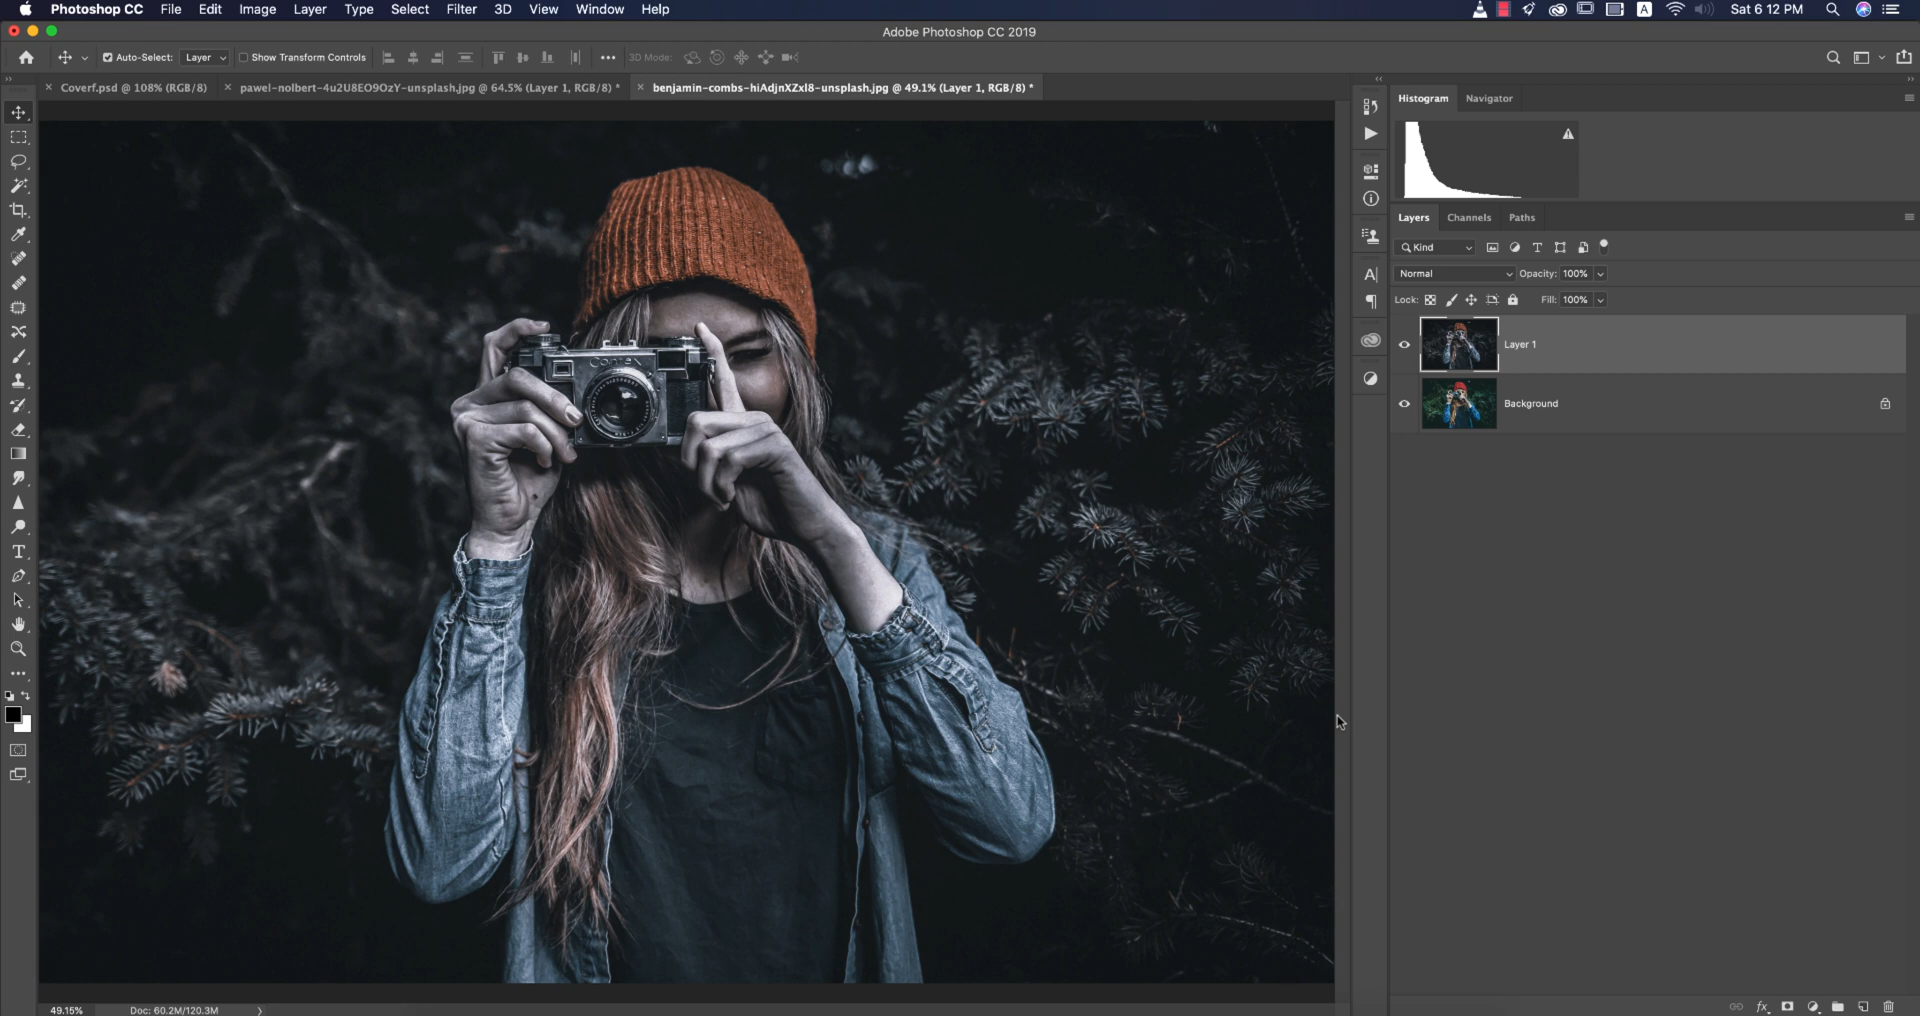 Photoshop CC File Edit Image Layer Type Select Filter 3D View Window Help A Sat 6 12 PM
Adobe Photoshop CC 2019
Auto-Select: Layer Show Transform Controls 3D Mode:
Coverf.psd @ 108% (RGB/8) pawel-nolbert-4u2U8EO9OzY-unsplash.jpg @ 64.5% (Layer 1, RGB/8) * benjamin-combs-hiAdjnXZxI8-unsplash.jpg @ 49.1% (Layer 1, RGB/8) *
Histogram Navigator
Layers Channels Paths
Kind
Normal Opacity: 100%
Lock: Fill: 100%
Layer 1
Background
CONTAX
49.15% Doc: 60.2M/120.3M
fx